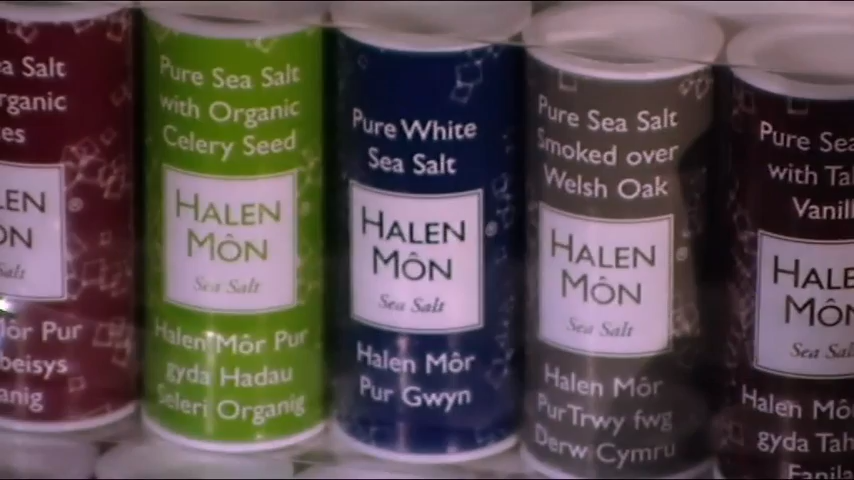 a Salt
rganic
es
LEN
ÔN
Salt
Môr Pur
beisys
anig
Pure Sea Salt
with Organic
Celery Seed
HALEN
MÔN
Sea Salt
Halen Môr Pur
gyda Hadau
Seleri Organig
Pure White
Sea Salt
HALEN
MÔN
Sea Salt
Halen Môr
Pur Gwyn
Pure Sea Salt
Smoked over
Welsh Oak
HALEN
MÔN
Sea Salt
Halen Môr
Pur Trwy fwg
Derw Cymru
Pure Sea
with Tah
Vanill
HALE
MÔN
Sea Sal
Halen Mô
gyda Tah
Fanila